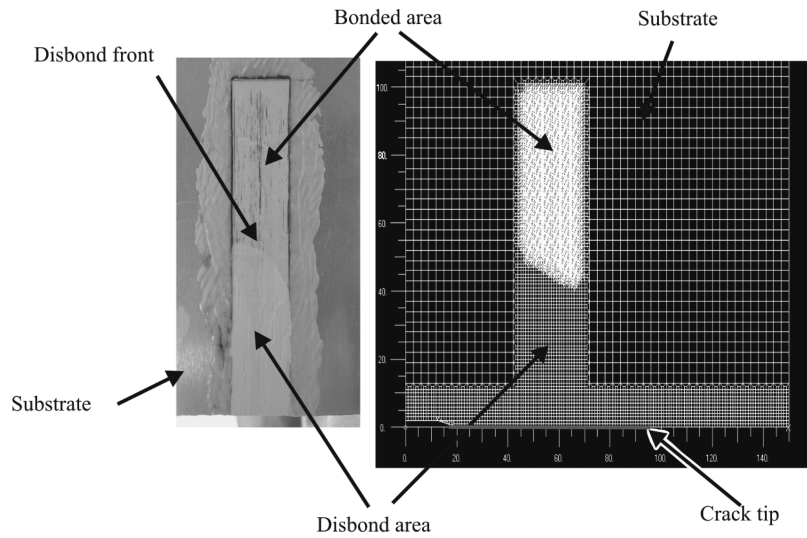 Bonded area
Substrate
Disbond front
100.
80.
60.
40.
20.
0.
0.
20.
40.
60.
80.
100.
120.
140.
Substrate
Crack tip
Disbond area